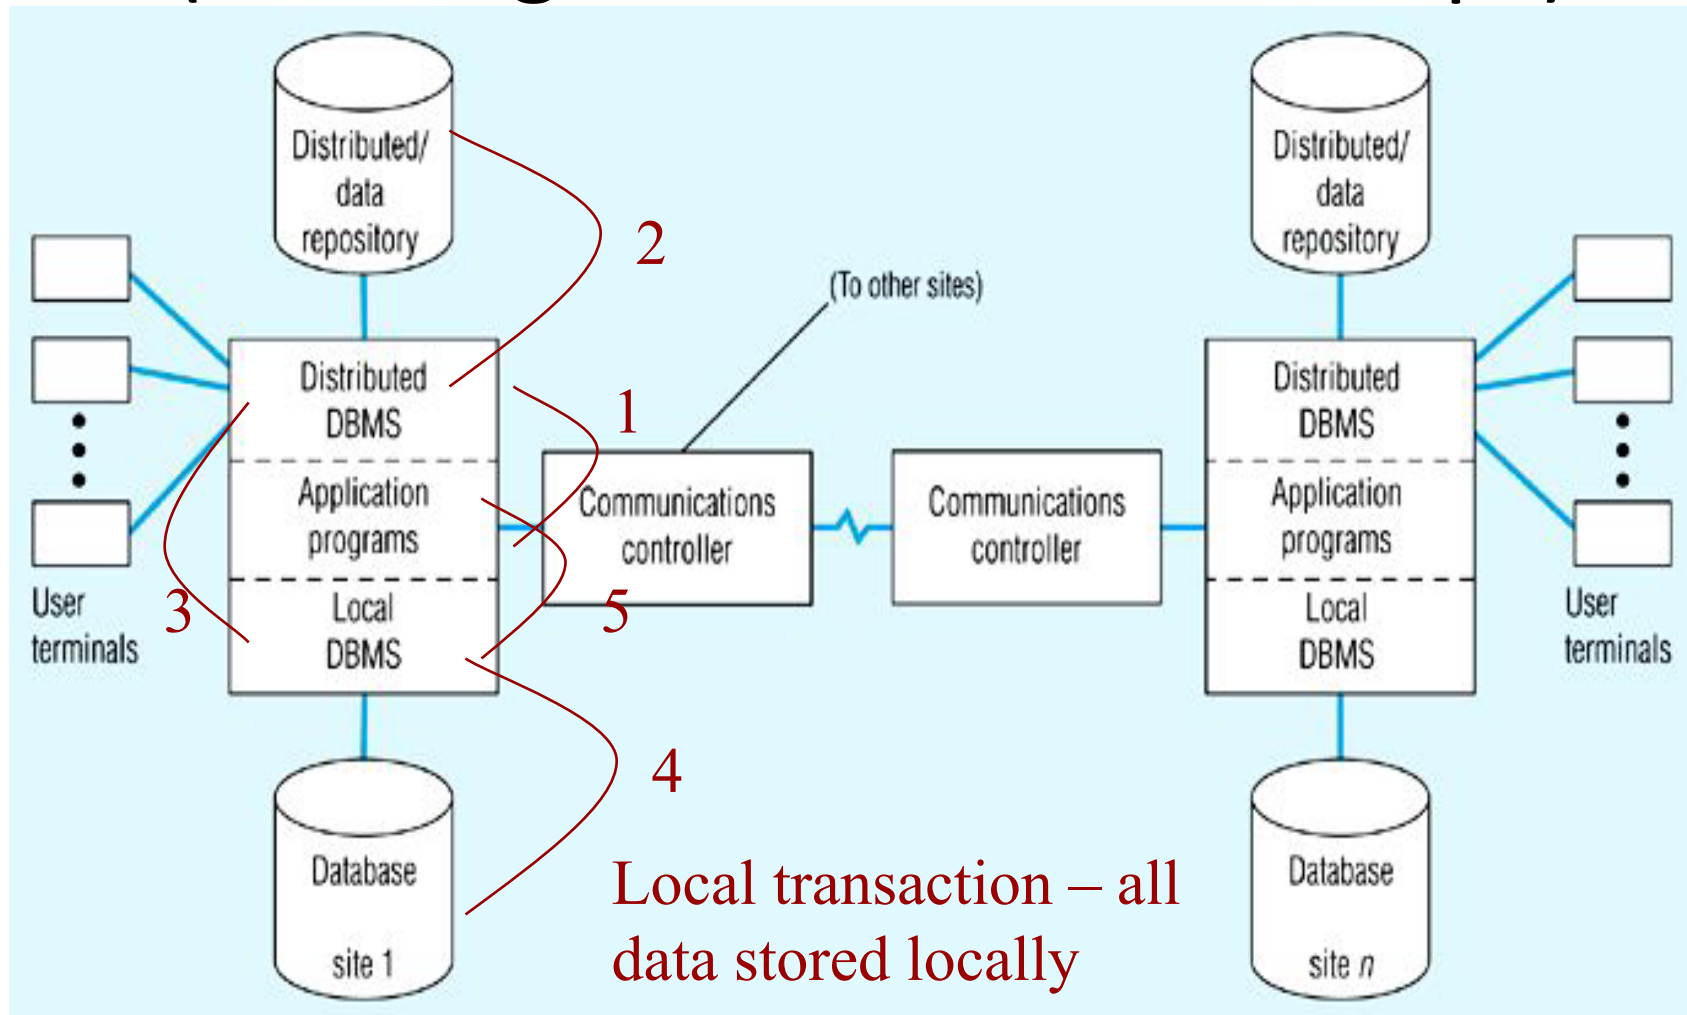 Distributed/
data
repository
Distributed/
data
repository
2
(To other sites)
Distributed
DBMS
1
Distributed
DBMS
Application
programs
Communications
controller
Communications
controller
Application
programs
User
terminals
3
Local
DBMS
5
Local
DBMS
User
terminals
4
Database
site 1
Local transaction – all
data stored locally
Database
site n